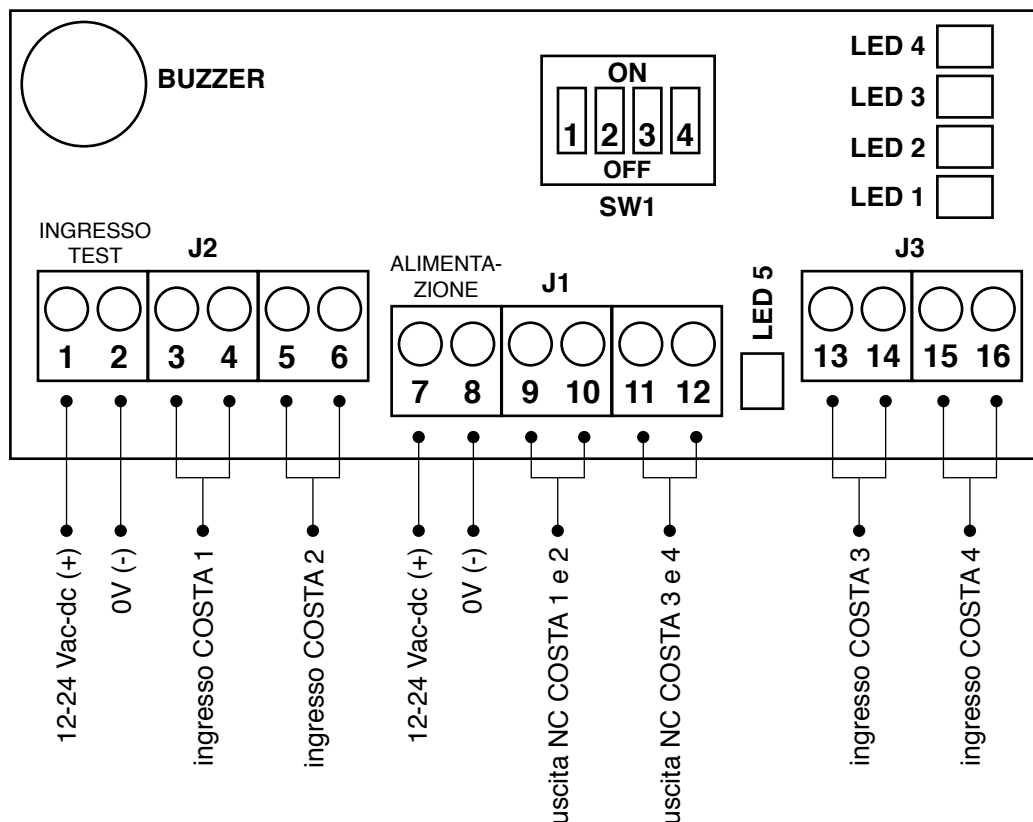 BUZZER
ON
1 2 3 4
OFF
SW1
LED 4
LED 3
LED 2
LED 1
INGRESSO
TEST
J2
1 2 3 4 5 6
ALIMENTA-
ZIONE
J1
7 8 9 10 11 12
LED 5
J3
13 14 15 16
12-24 Vac-dc (+)
0V (-)
ingresso COSTA 1
ingresso COSTA 2
12-24 Vac-dc (+)
0V (-)
uscita NC COSTA 1 e 2
uscita NC COSTA 3 e 4
ingresso COSTA 3
ingresso COSTA 4